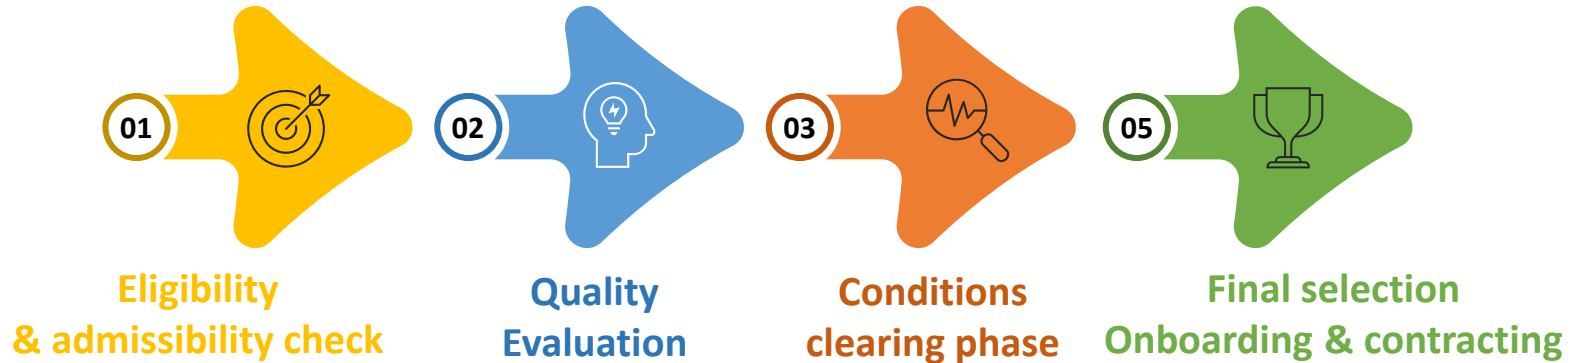 01
02
03
05
Eligibility
& admissibility check
Quality
Evaluation
Conditions
clearing phase
Final selection
Onboarding & contracting